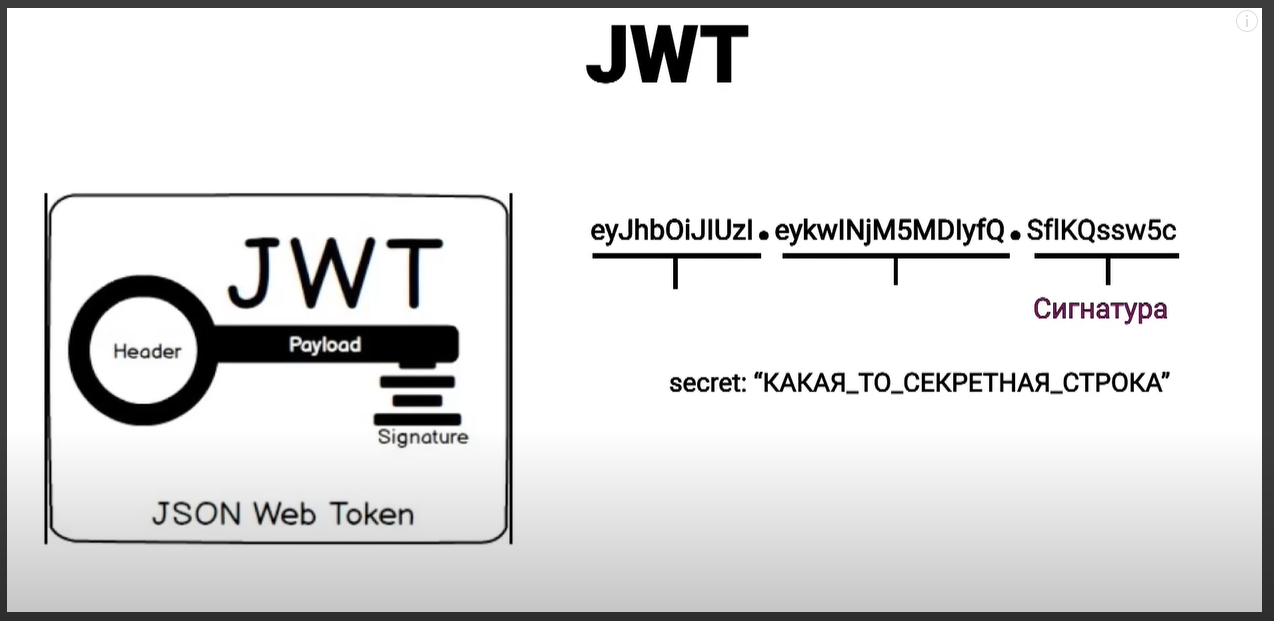 JWT
JWT
Header
Payload
Signature
JSON Web Token
eyJhbOiJIUzI.eykwINjM5MDIyfQ.SflKQssw5c
Сигнатура
secret: “КАКАЯ_ТО_СЕКРЕТНАЯ_СТРОКА”